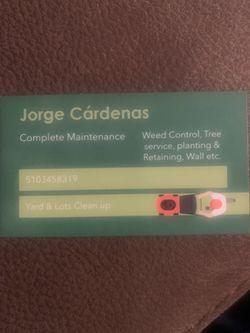 Jorge Cárdenas
Complete Maintenance
Weed Control, Tree
service, planting &
Retaining, Wall etc.
5103458319
Yard & Lots Clean up